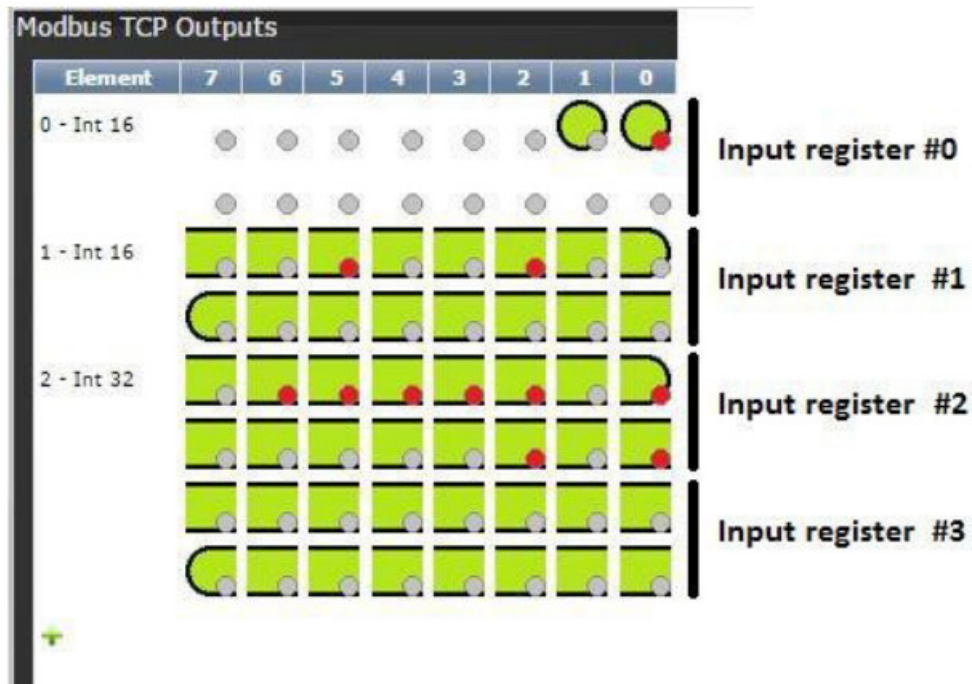 Modbus TCP Outputs
Element 7 6 5 4 3 2 1 0
0 - Int 16
Input register #0
1 - Int 16
Input register #1
2 - Int 32
Input register #2
Input register #3